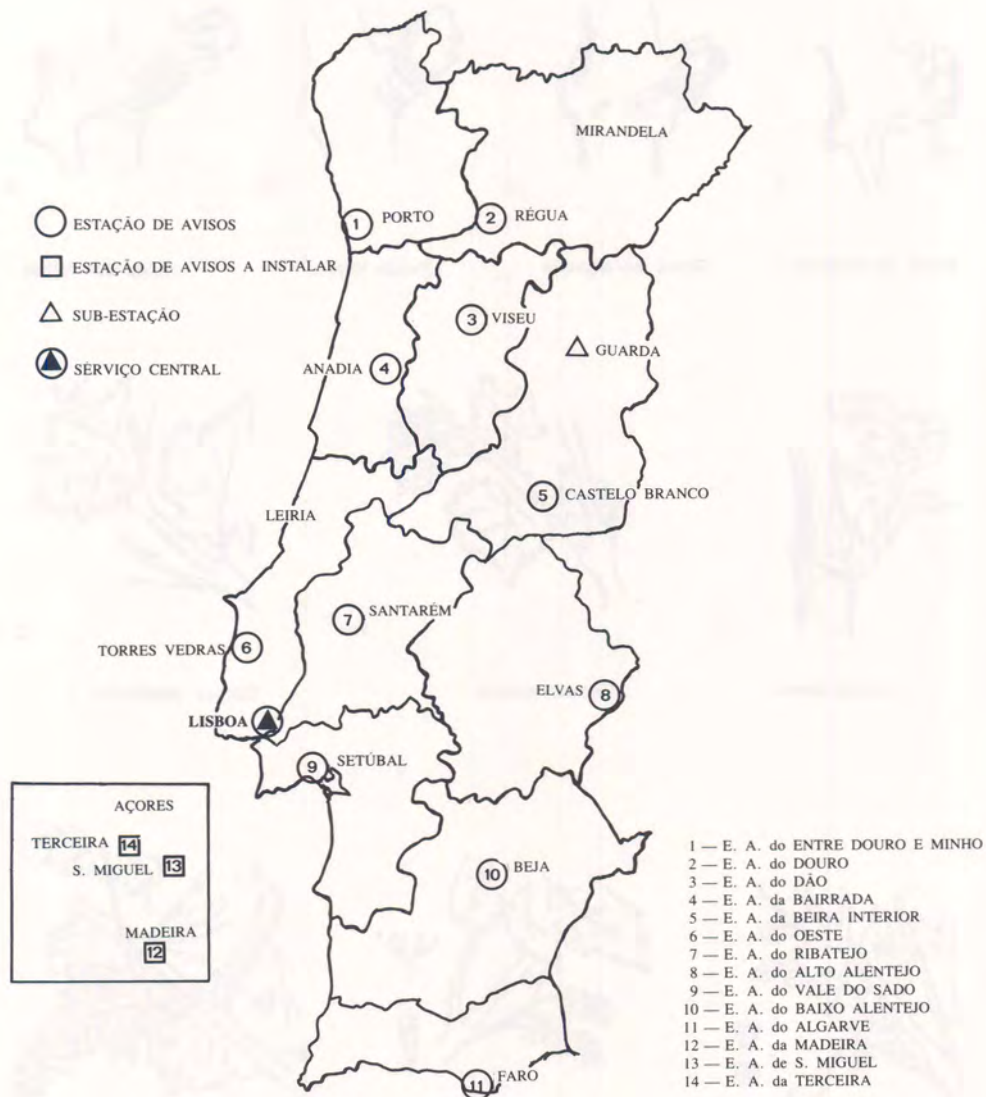 MIRANDELA
1 PORTO
2 RÉGUA
ESTAÇÃO DE AVISOS
ESTAÇÃO DE AVISOS A INSTALAR
SUB-ESTAÇÃO
SÉRVIÇO CENTRAL
3 VISEU
GUARDA
ANADIA 4
5 CASTELO BRANCO
LEIRIA
7 SANTARÉM
TORRES VEDRAS 6
ELVAS 8
LISBOA
9 SETÚBAL
AÇORES
TERCEIRA 14
S. MIGUEL 13
MADEIRA
12
10 BEJA
11 FARO
1 — E. A. do ENTRE DOURO E MINHO
2 — E. A. do DOURO
3 — E. A. do DÃO
4 — E. A. da BAIRRADA
5 — E. A. da BEIRA INTERIOR
6 — E. A. do OESTE
7 — E. A. do RIBATEJO
8 — E. A. do ALTO ALENTEJO
9 — E. A. do VALE DO SADO
10 — E. A. do BAIXO ALENTEJO
11 — E. A. do ALGARVE
12 — E. A. da MADEIRA
13 — E. A. de S. MIGUEL
14 — E. A. da TERCEIRA